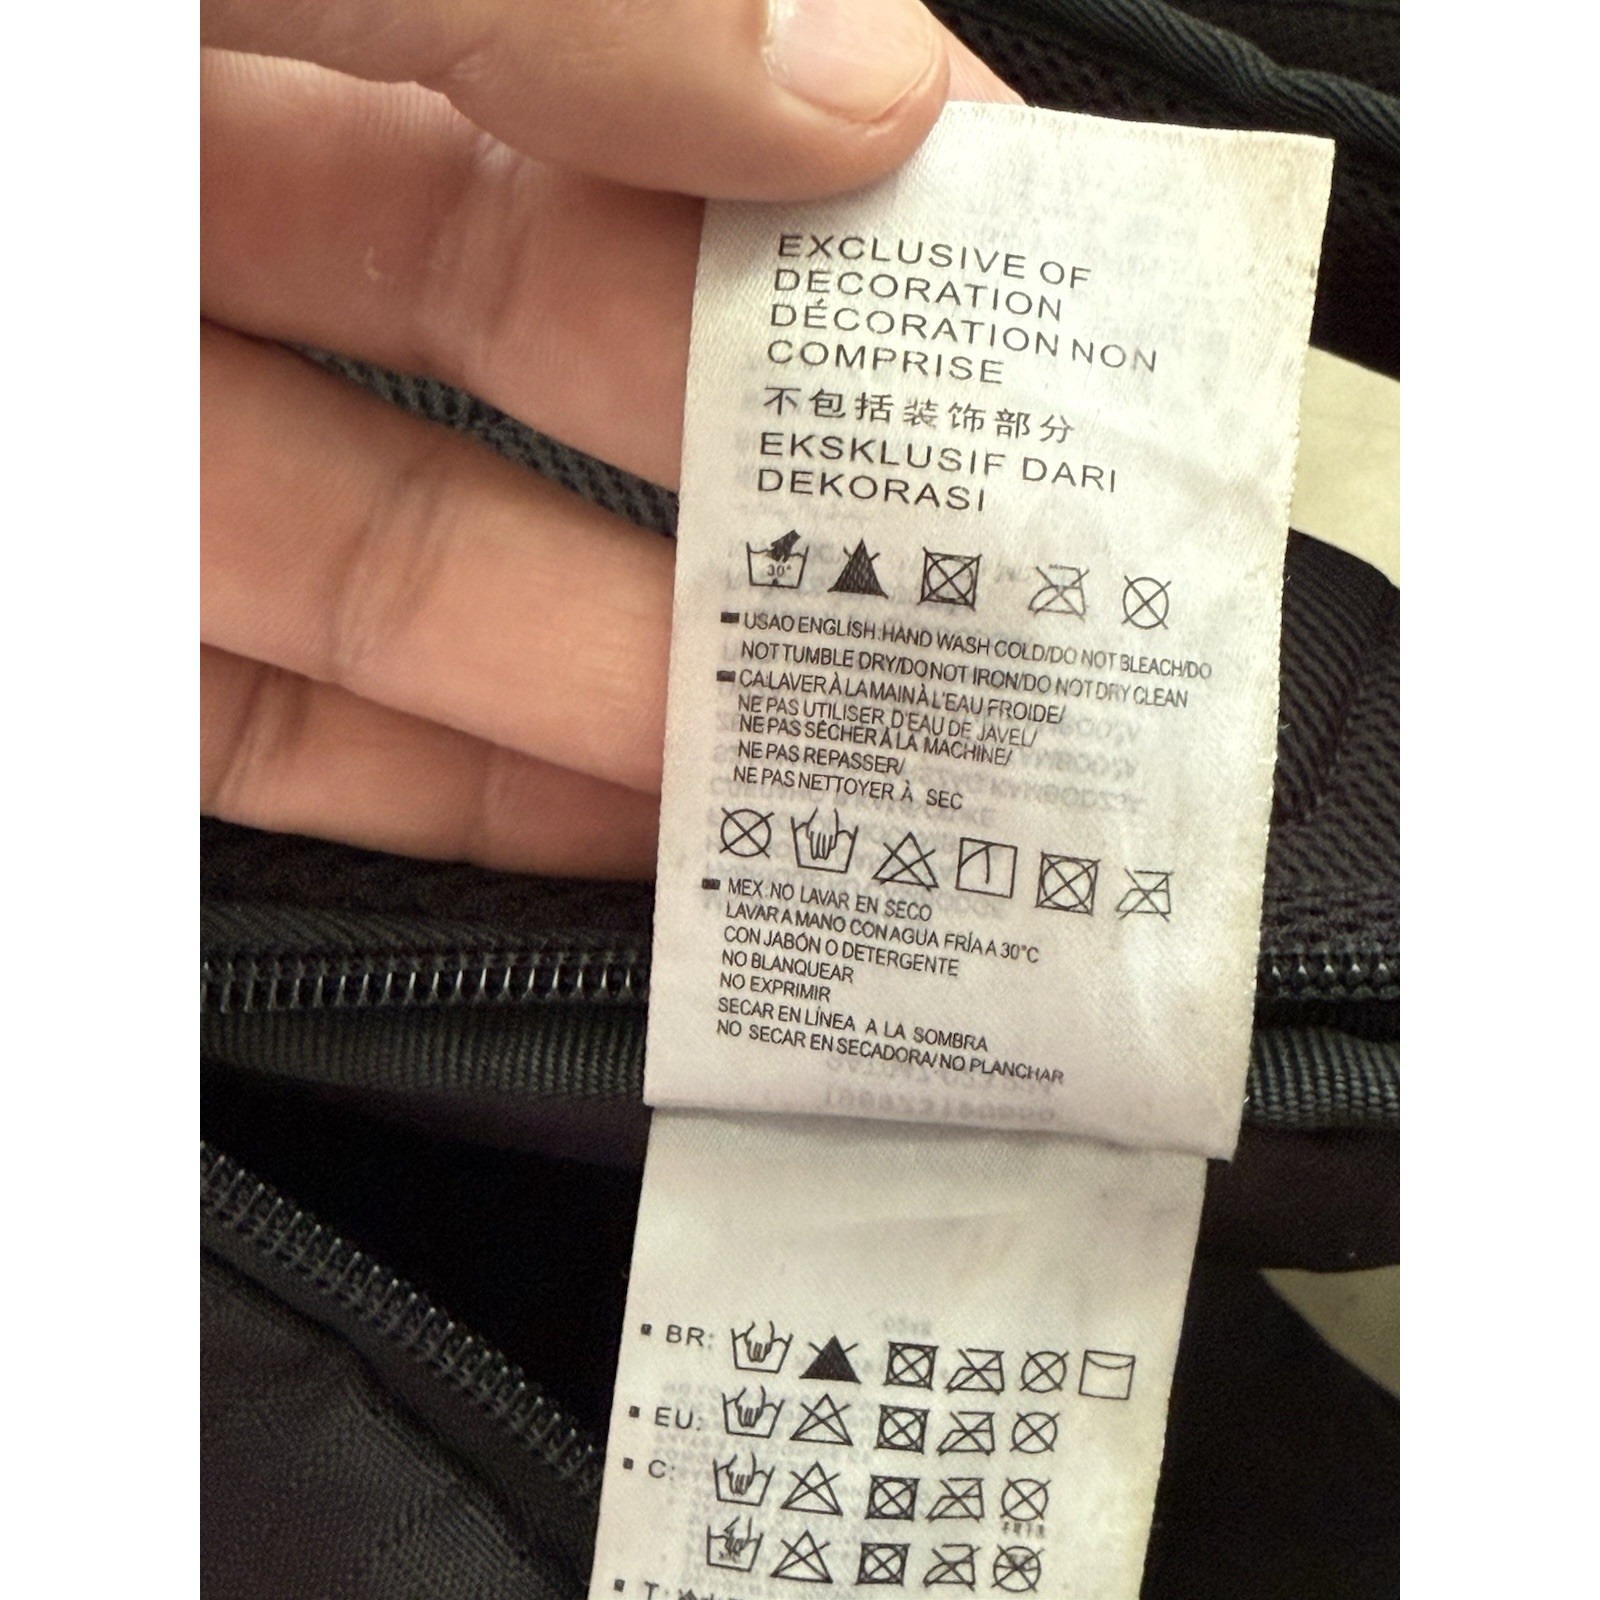 EXCLUSIVE OF
DECORATION
DÉCORATION NON
COMPRISE
不包括装饰部分
EKSKLUSIF DARI
DEKORASI
30°
USAO ENGLISH:HAND WASH COLD/DO NOT BLEACH/DO
NOT TUMBLE DRY/DO NOT IRON/DO NOT DRY CLEAN
CA:LAVER À LA MAIN À L'EAU FROIDE/
NE PAS UTILISER D'EAU DE JAVEL/
NE PAS SÉCHER À LA MACHINE/
NE PAS REPASSER/
NE PAS NETTOYER À SEC
MEX:NO LAVAR EN SECO
LAVAR A MANO CON AGUA FRÍA A 30°C
CON JABÓN O DETERGENTE
NO BLANQUEAR
NO EXPRIMIR
SECAR EN LÍNEA A LA SOMBRA
NO SECAR EN SECADORA/NO PLANCHAR
BR:
EU:
C:
T: